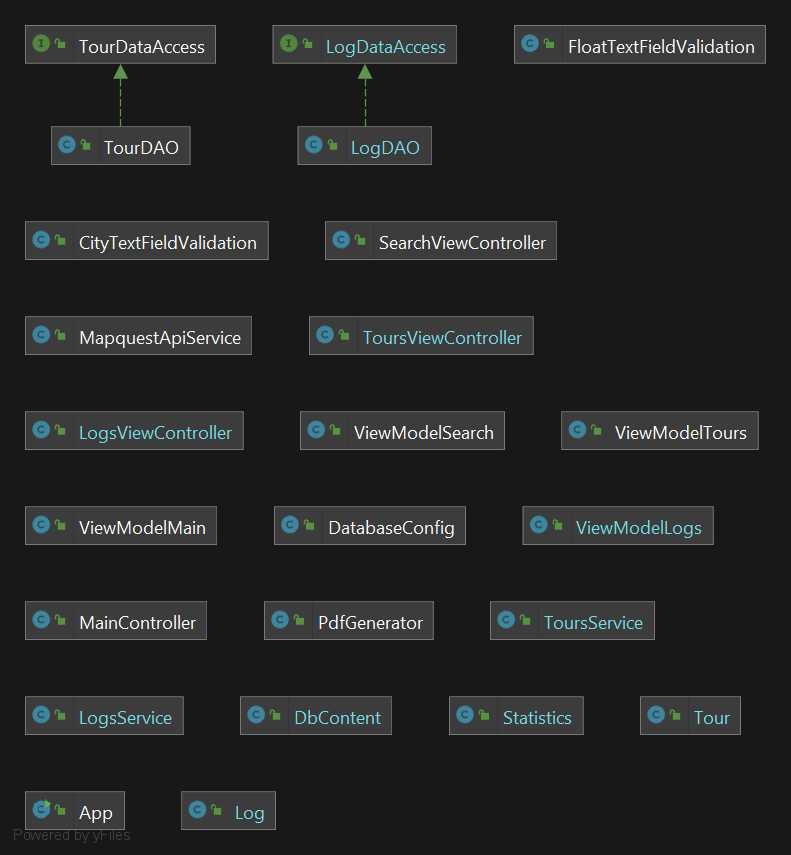 TourDataAccess LogDataAccess FloatTextFieldValidation
TourDAO LogDAO
CityTextFieldValidation SearchViewController
MapquestApiService ToursViewController
LogsViewController ViewModelSearch ViewModelTours
ViewModelMain DatabaseConfig ViewModelLogs
MainController PdfGenerator ToursService
LogsService DbContent Statistics Tour
App Log
Powered by yFiles